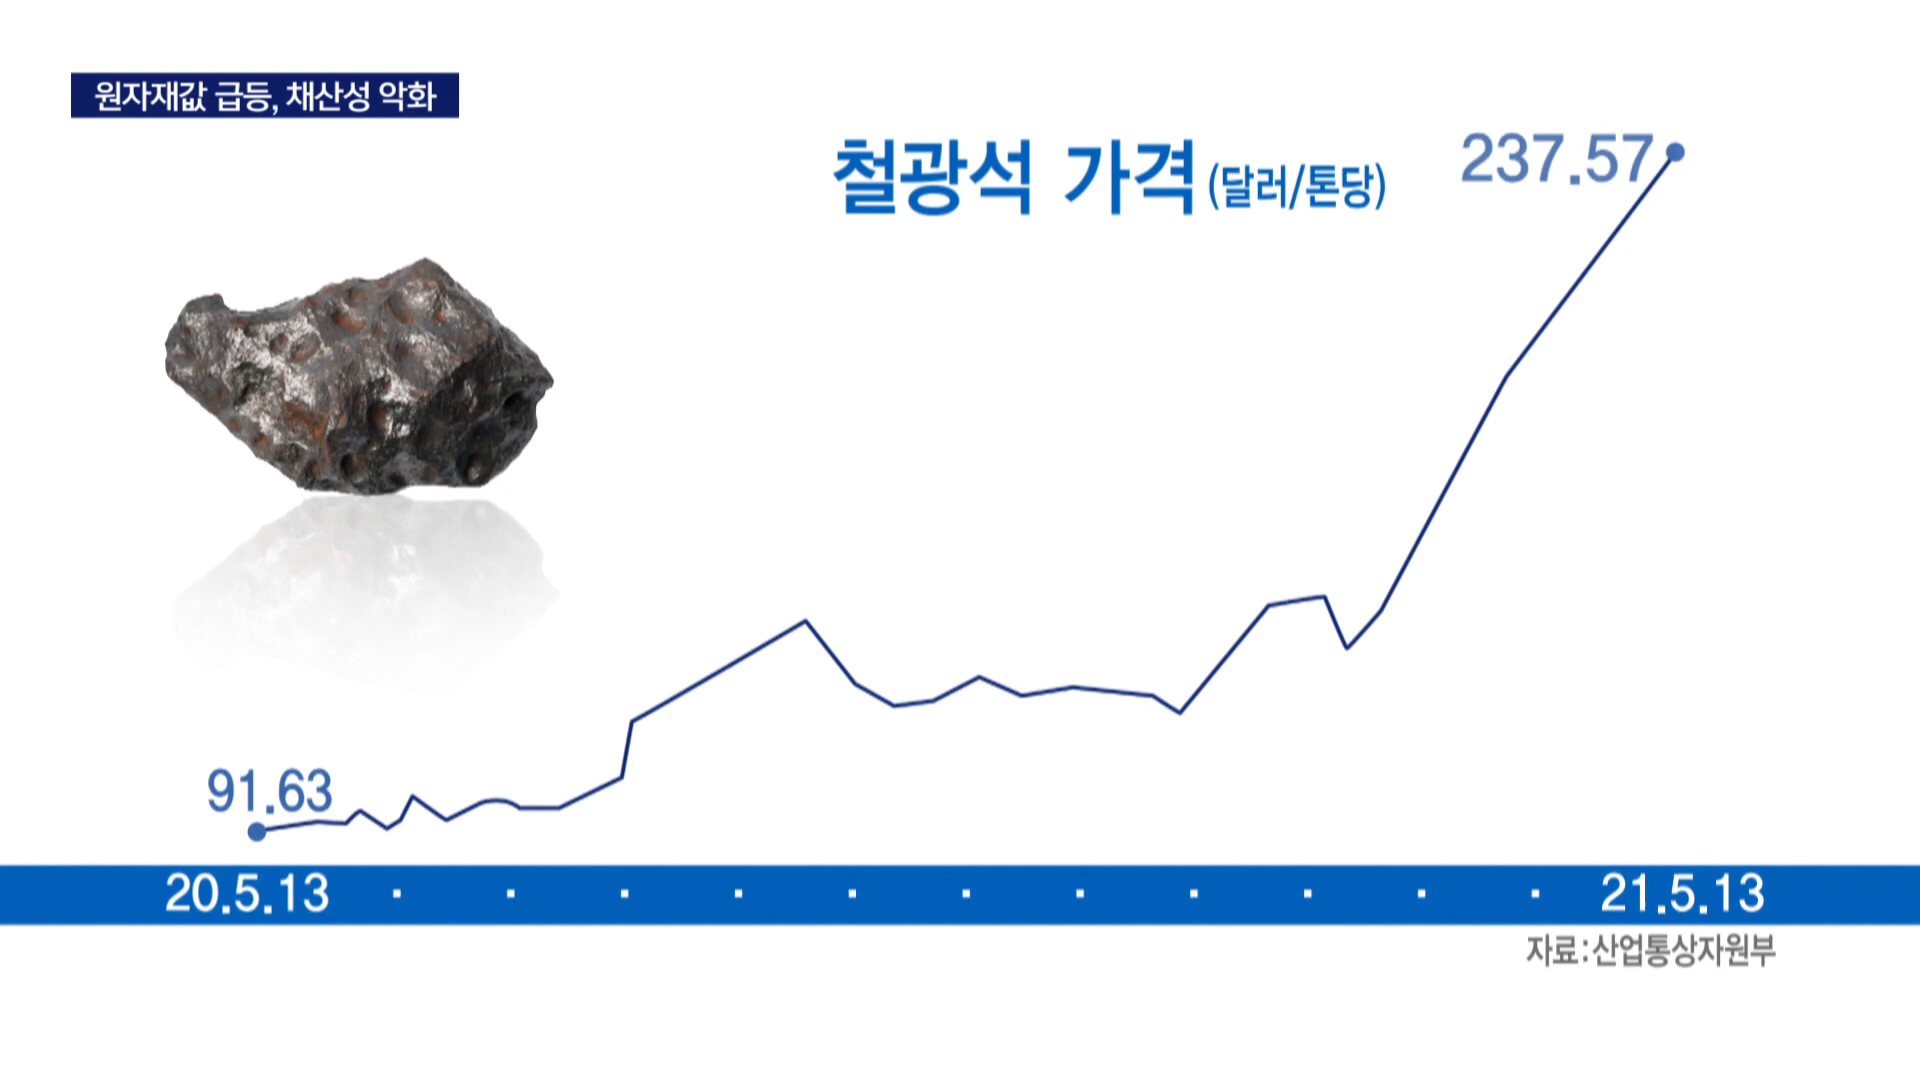 원자재값 급등, 채산성 악화
철광석 가격 (달러/톤당)
237.57
91.63
20.5.13
21.5.13
자료:산업통상자원부